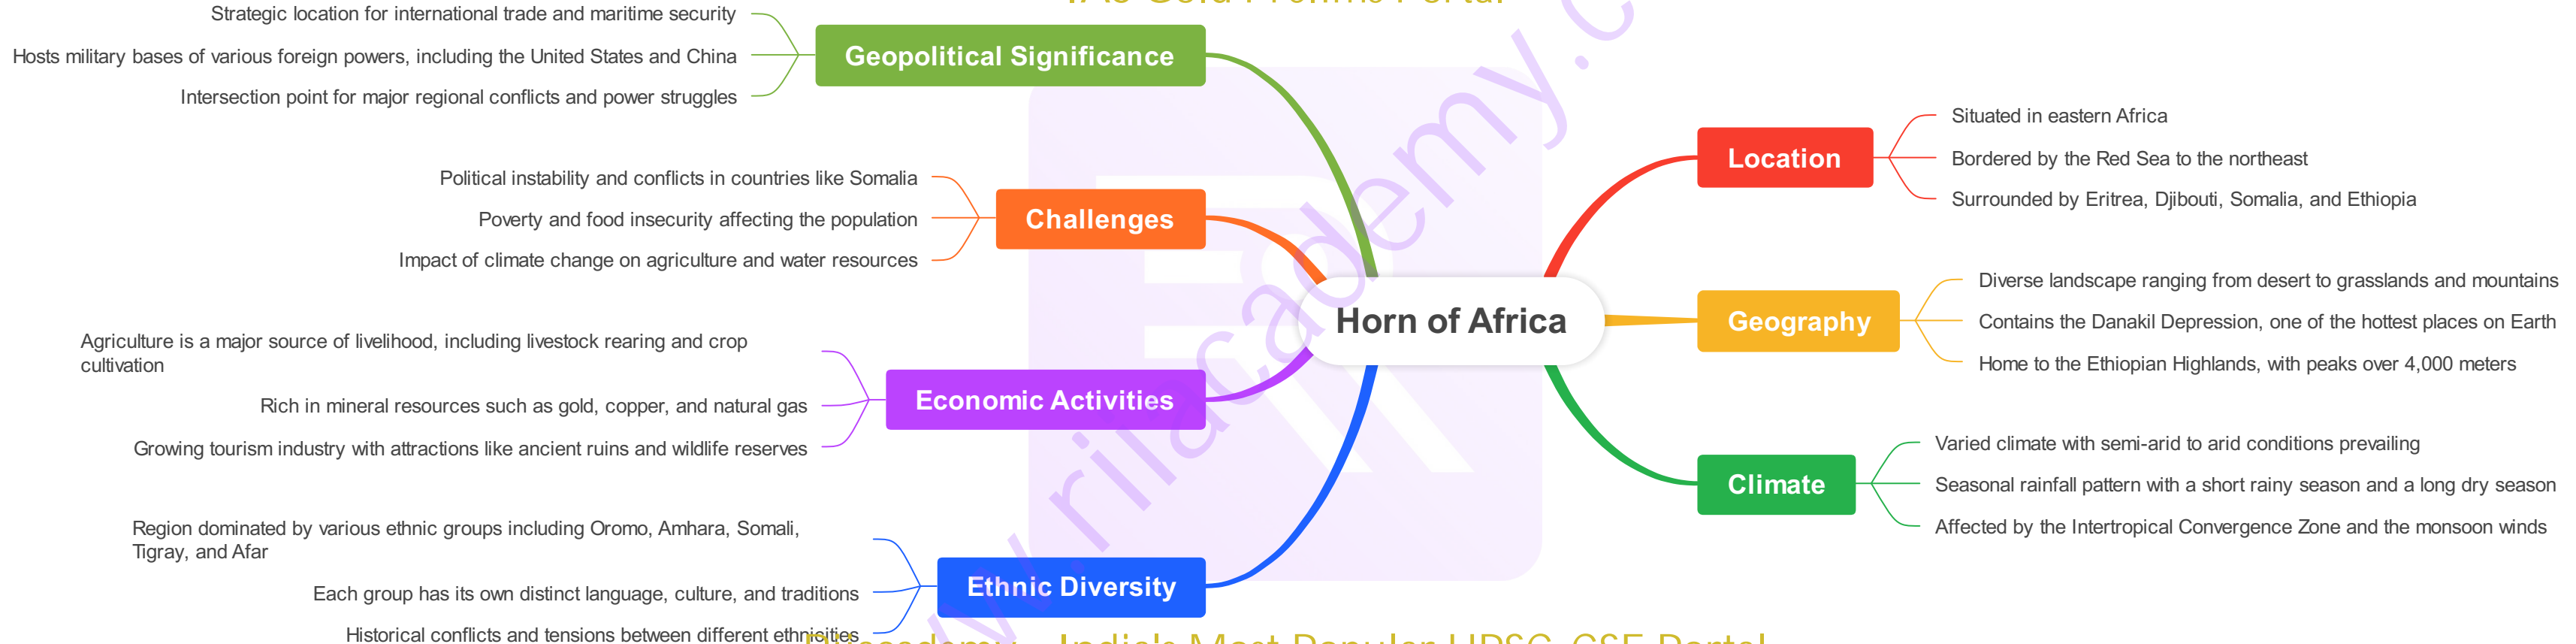 Strategic location for international trade and maritime security
Hosts military bases of various foreign powers, including the United States and China
Intersection point for major regional conflicts and power struggles
Geopolitical Significance
Political instability and conflicts in countries like Somalia
Poverty and food insecurity affecting the population
Impact of climate change on agriculture and water resources
Challenges
Agriculture is a major source of livelihood, including livestock rearing and crop
cultivation
Rich in mineral resources such as gold, copper, and natural gas
Growing tourism industry with attractions like ancient ruins and wildlife reserves
Economic Activities
Region dominated by various ethnic groups including Oromo, Amhara, Somali,
Tigray, and Afar
Each group has its own distinct language, culture, and traditions
Historical conflicts and tensions between different ethnicities
Ethnic Diversity
Horn of Africa
Location
Situated in eastern Africa
Bordered by the Red Sea to the northeast
Surrounded by Eritrea, Djibouti, Somalia, and Ethiopia
Geography
Diverse landscape ranging from desert to grasslands and mountains
Contains the Danakil Depression, one of the hottest places on Earth
Home to the Ethiopian Highlands, with peaks over 4,000 meters
Climate
Varied climate with semi-arid to arid conditions prevailing
Seasonal rainfall pattern with a short rainy season and a long dry season
Affected by the Intertropical Convergence Zone and the monsoon winds
w.rilacademy.c
India's Most Popular UPSC CSE Portal